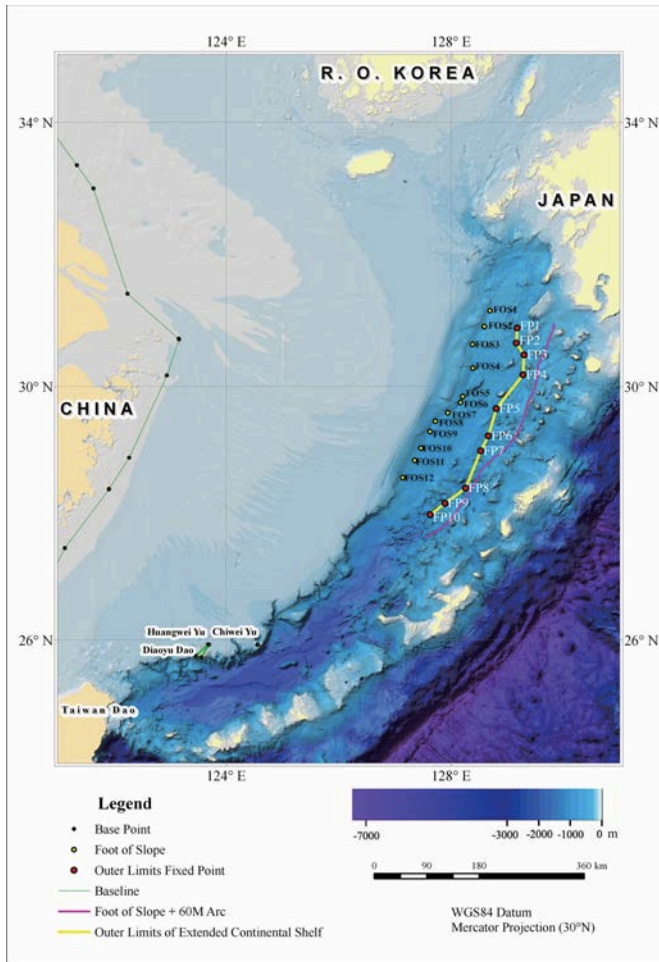 124° E 128° E
R. O. KOREA
34° N 34° N
JAPAN
FOS1
FOS2 FP1
FP2
FOS3 FP3
FOS4 FP4
30° N 30° N
CHINA
FOS5
FOS6 FP5
FOS7
FOS8
FOS9 FP6
FOS10 FP7
FOS11
FOS12 FP8
FP9
FP10
26° N 26° N
Huangwei Yu Chiwei Yu
Diaoyu Dao
Taiwan Dao
124° E 128° E
Legend
Base Point
Foot of Slope
Outer Limits Fixed Point
Baseline
Foot of Slope + 60M Arc
Outer Limits of Extended Continental Shelf
-7000 -3000 -2000 -1000 0 m
0 90 180 360 km
WGS84 Datum
Mercator Projection (30°N)